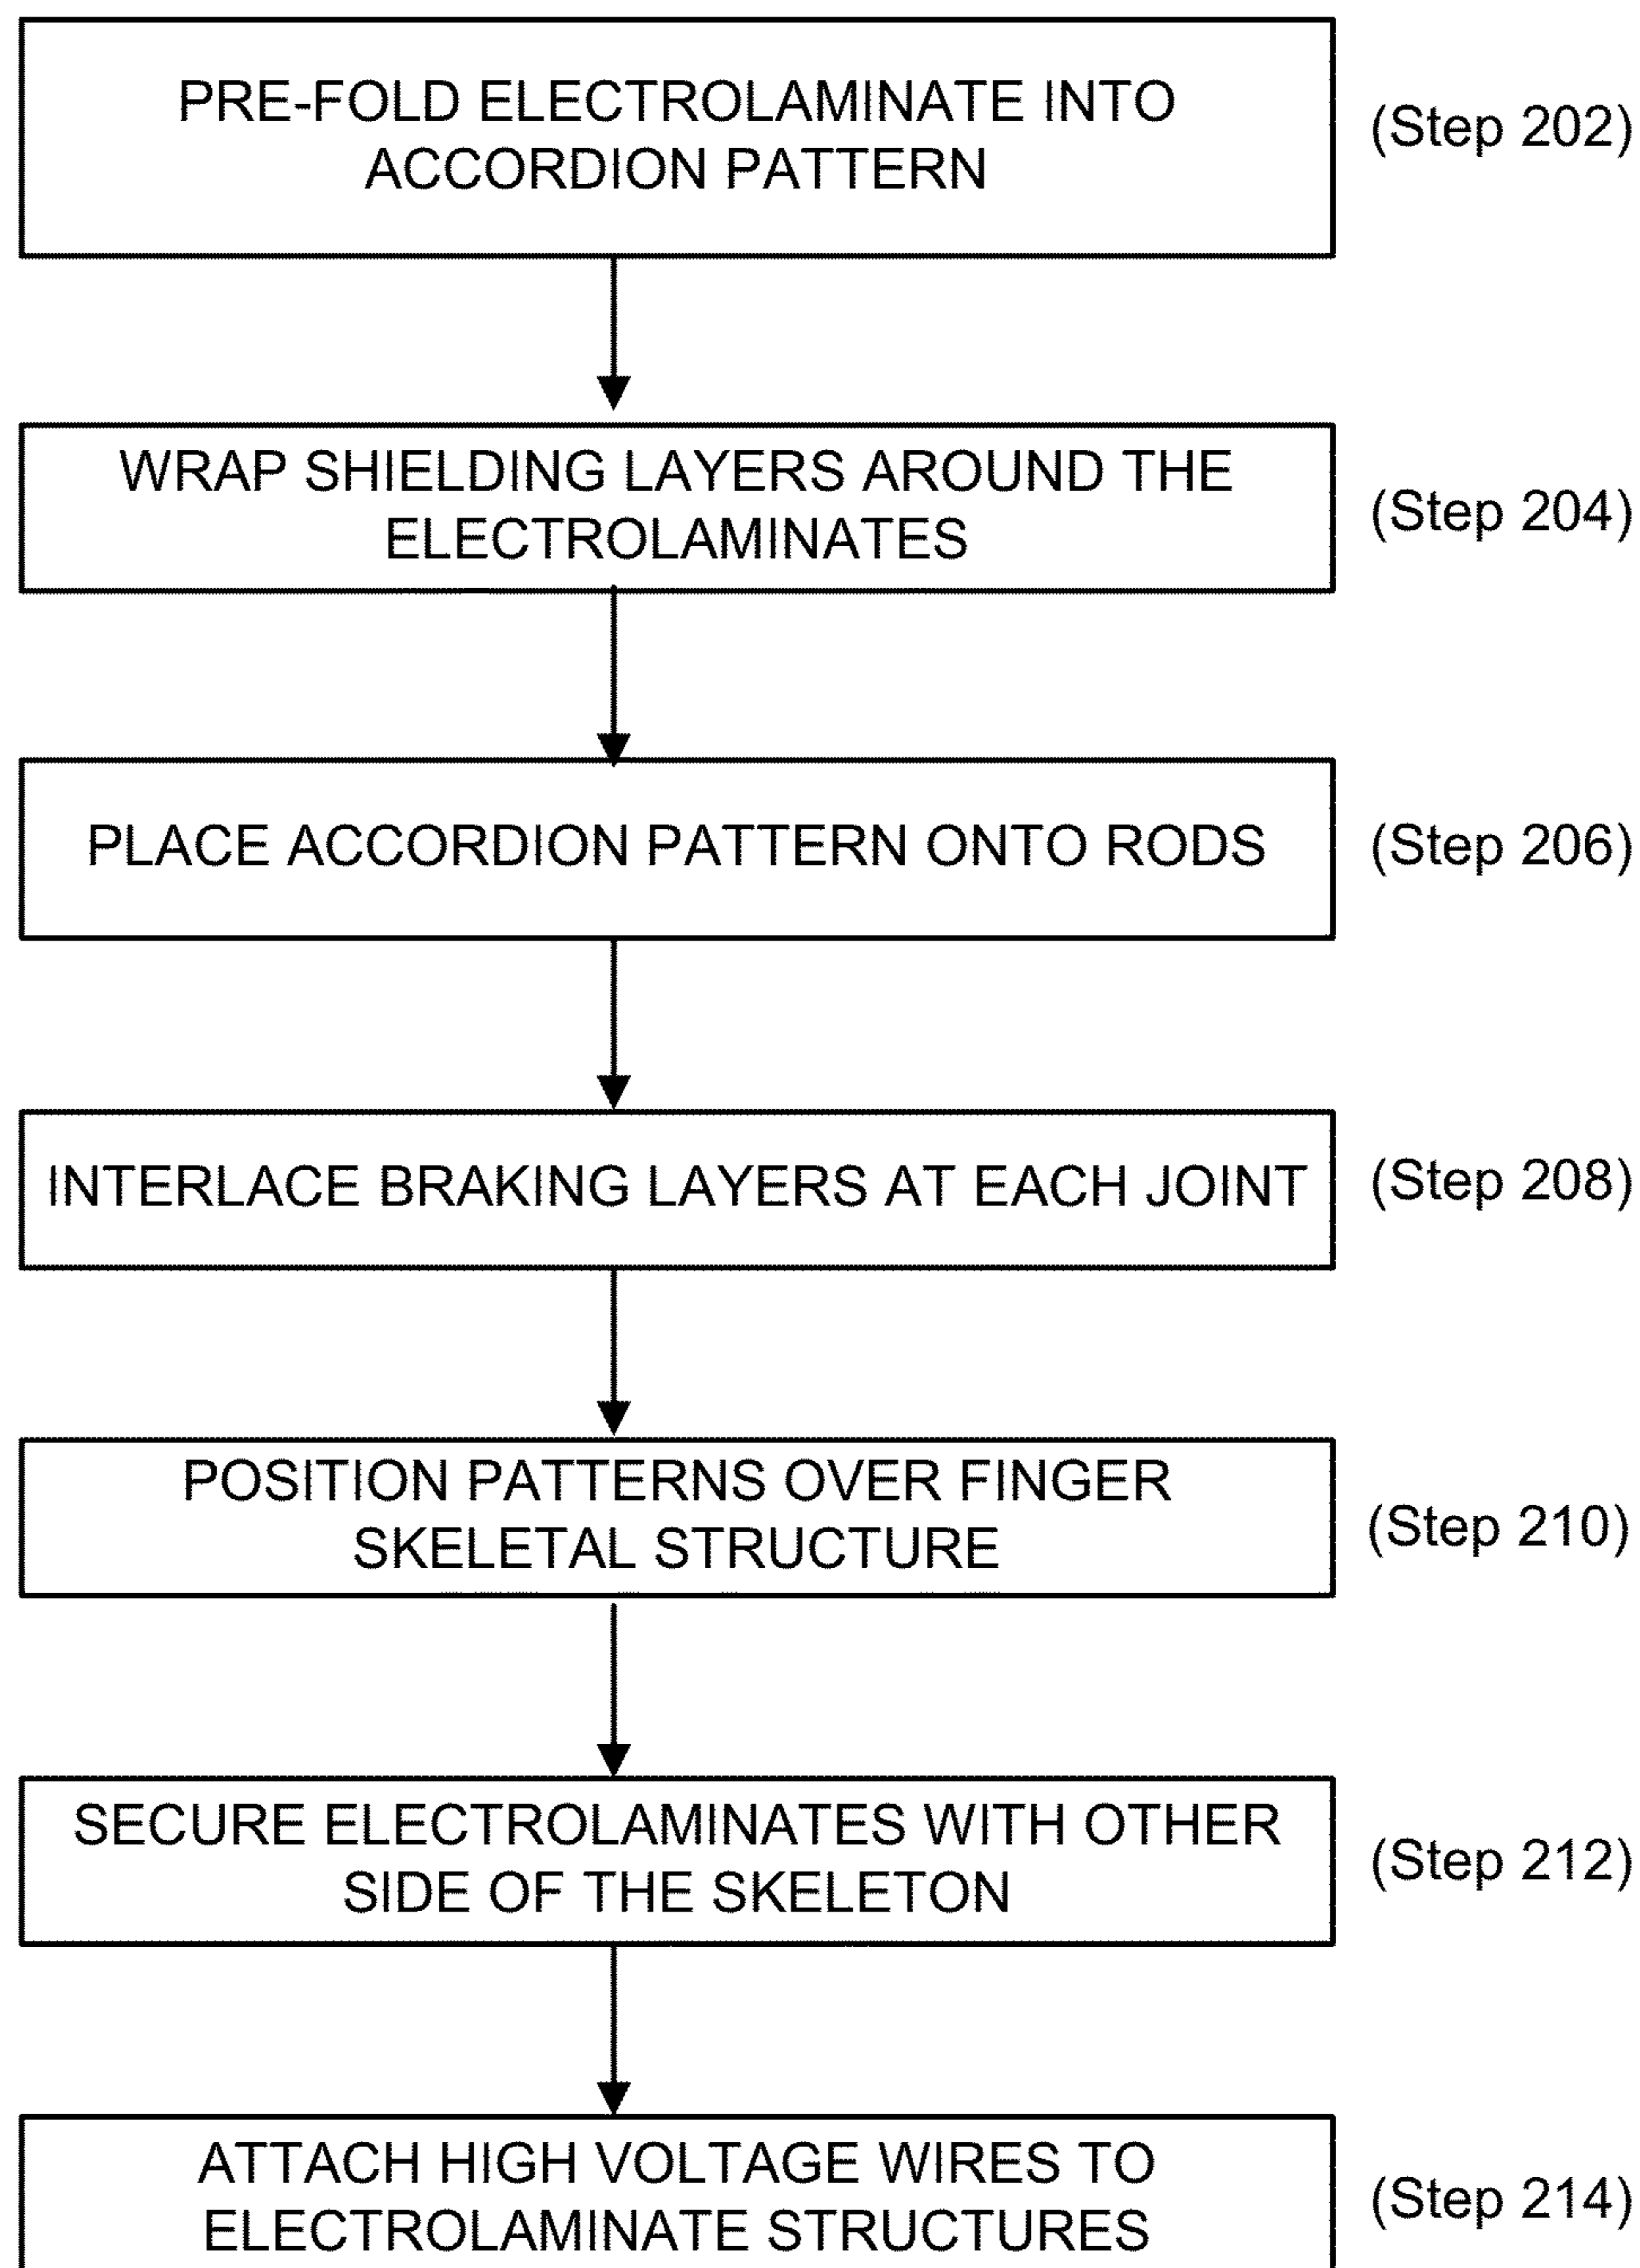 PRE-FOLD ELECTROLAMINATE INTO
ACCORDION PATTERN
(Step 202)
WRAP SHIELDING LAYERS AROUND THE
ELECTROLAMINATES
(Step 204)
PLACE ACCORDION PATTERN ONTO RODS
(Step 206)
INTERLACE BRAKING LAYERS AT EACH JOINT
(Step 208)
POSITION PATTERNS OVER FINGER
SKELETAL STRUCTURE
(Step 210)
SECURE ELECTROLAMINATES WITH OTHER
SIDE OF THE SKELETON
(Step 212)
ATTACH HIGH VOLTAGE WIRES TO
ELECTROLAMINATE STRUCTURES
(Step 214)